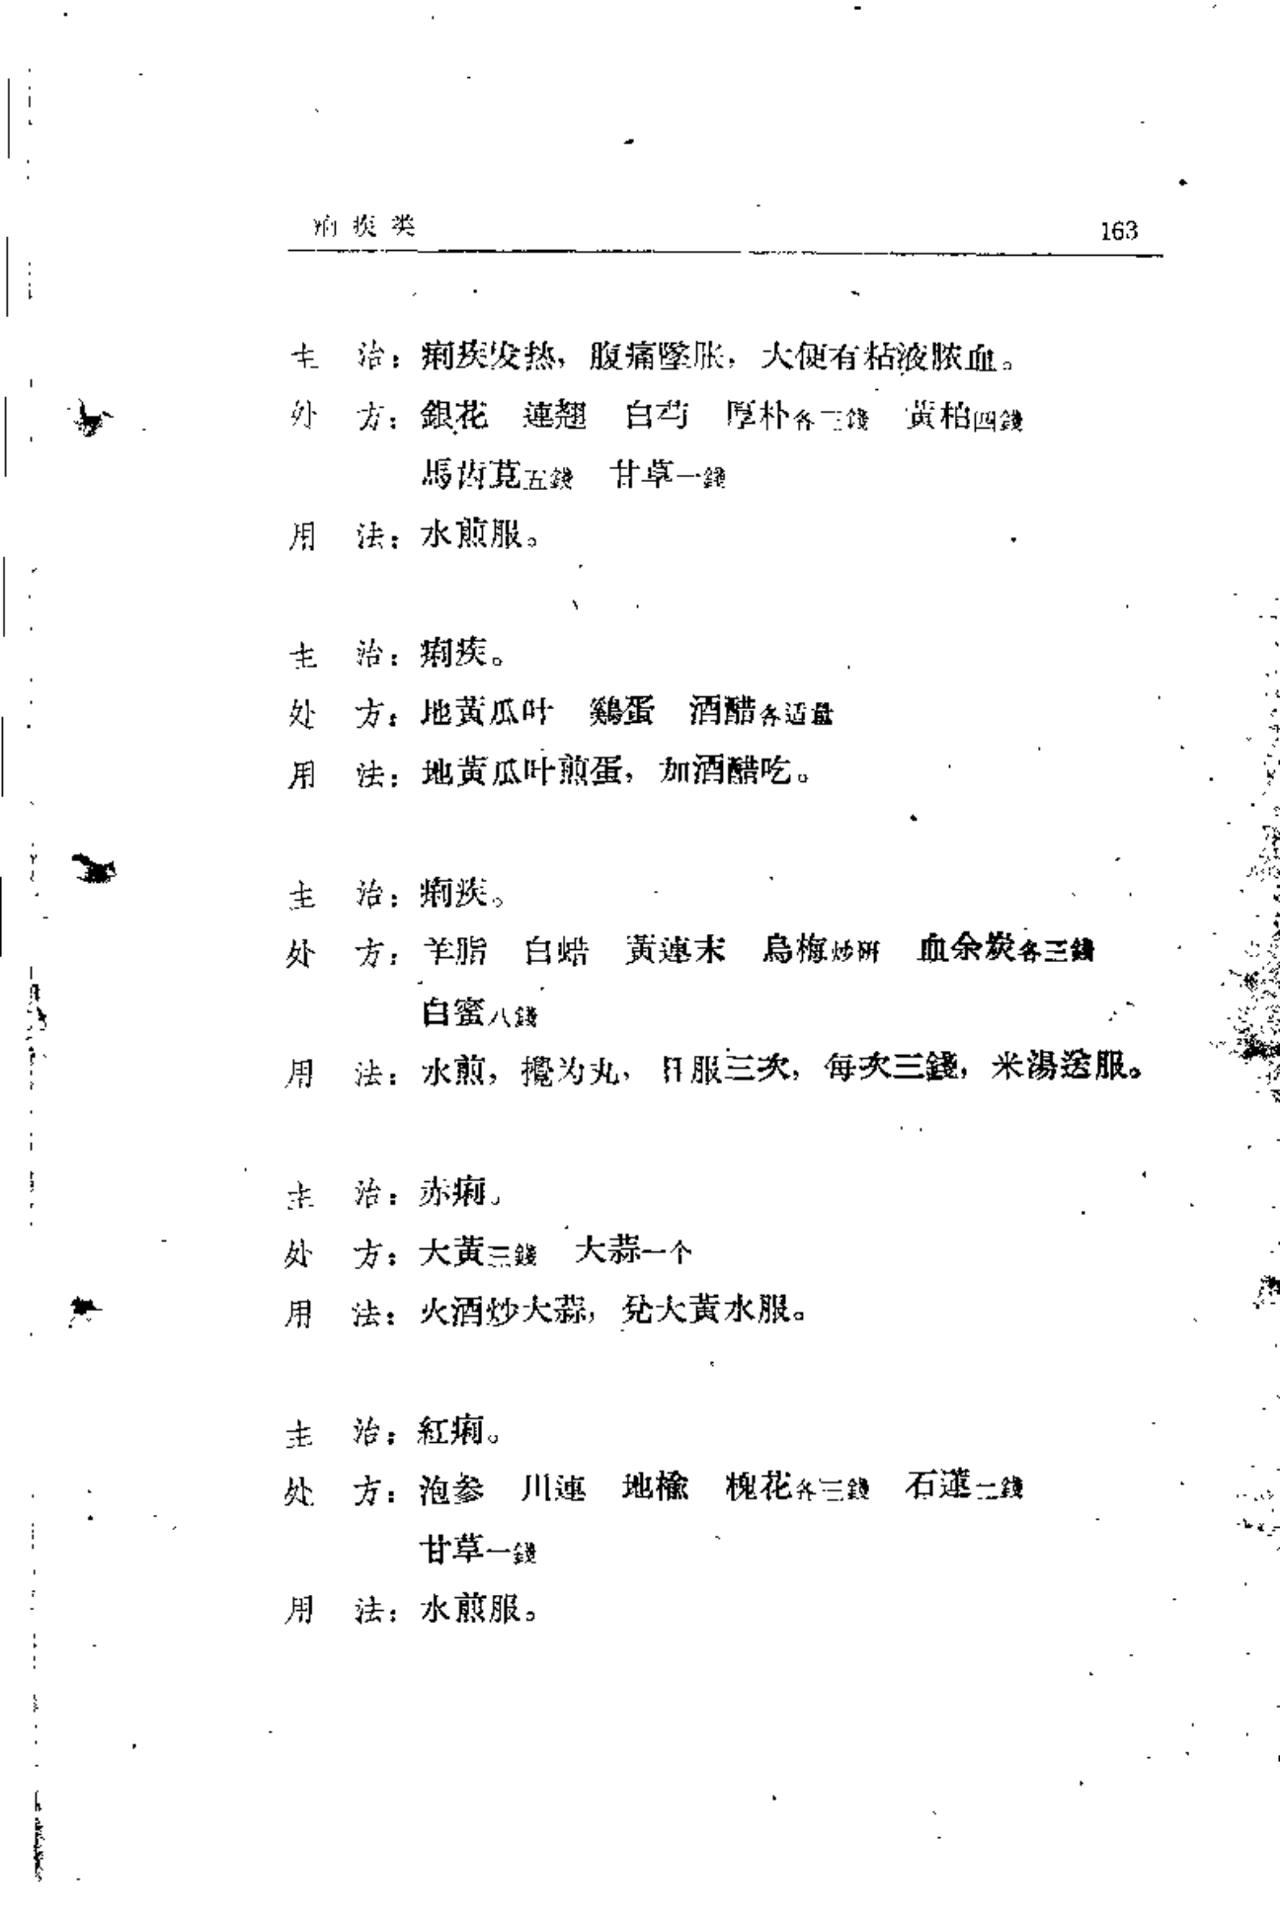 痢疾类 163
主 治：痢疾发热，腹痛墜胀，大便有粘液脓血。
处 方：銀花 連翘 白芍 厚朴各三錢 黃柏四錢
馬齿莧五錢 甘草一錢
用 法：水煎服。
主 治：痢疾。
处 方：地黃瓜叶 鷄蛋 酒醋各适量
用 法：地黃瓜叶煎蛋，加酒醋吃。
主 治：痢疾。
处 方：羊脂 白蜡 黃連末 烏梅炒研 血余炭各三錢
白蜜八錢
用 法：水煎，攪为丸，日服三次，每次三錢，米湯送服。
主 治：赤痢。
处 方：大黃三錢 大蒜一个
用 法：火酒炒大蒜，兌大黃水服。
主 治：紅痢。
处 方：泡参 川連 地楡 槐花各三錢 石蓮二錢
甘草一錢
用 法：水煎服。